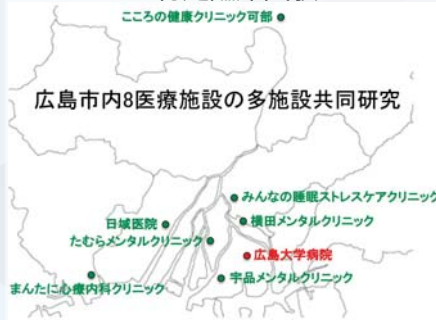 こころの健康クリニック可部
広島市内8医療施設の多施設共同研究
みんなの睡眠ストレスケアクリニック
日域医院
横田メンタルクリニック
たむらメンタルクリニック
広島大学病院
まんたに心療内科クリニック
宇品メンタルクリニック